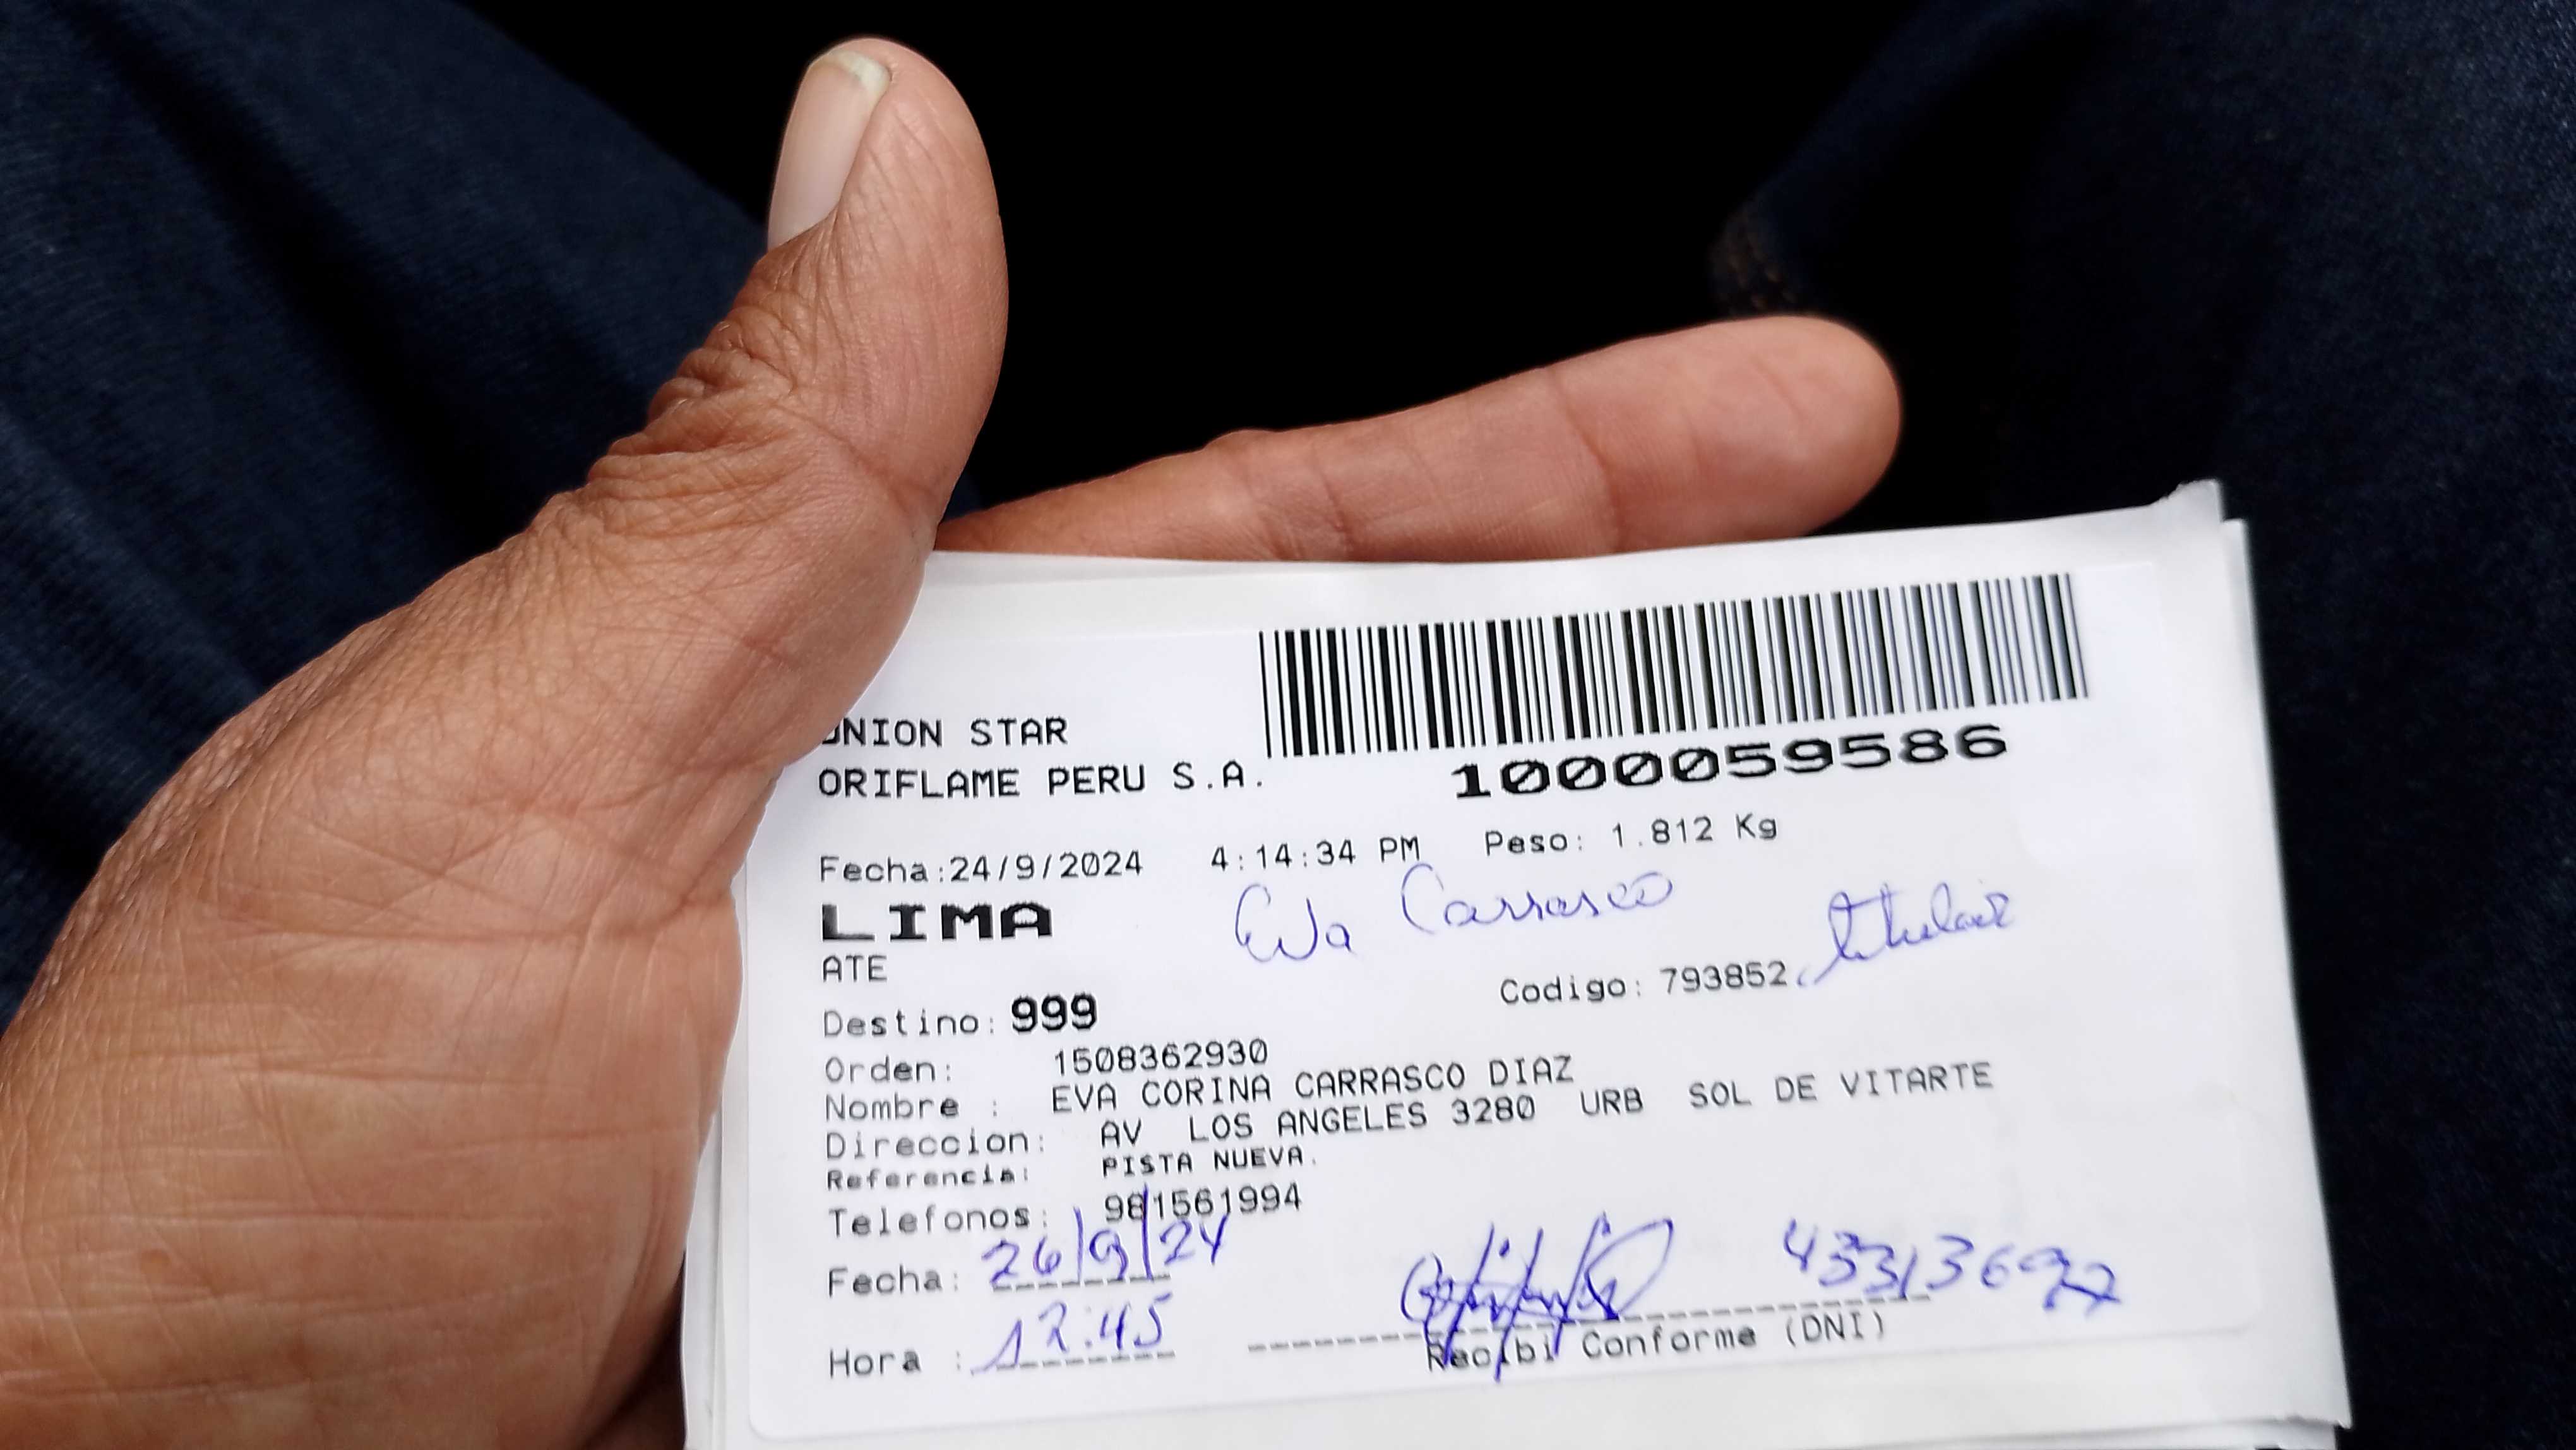 UNION STAR
ORIFLAME PERU S.A.
1000059586
Fecha:24/9/2024 4:14:34 PM Peso: 1.812 Kg
LIMA
Eva Carrasco titular
ATE
Codigo: 793852
Destino: 999
Orden: 1508362930
Nombre : EVA CORINA CARRASCO DIAZ
Direccion: AV LOS ANGELES 3280 URB SOL DE VITARTE
Referencia: PISTA NUEVA.
Telefonos: 981561994
Fecha: 26/9/24
Hora : 12:45
Recibi Conforme (DNI)